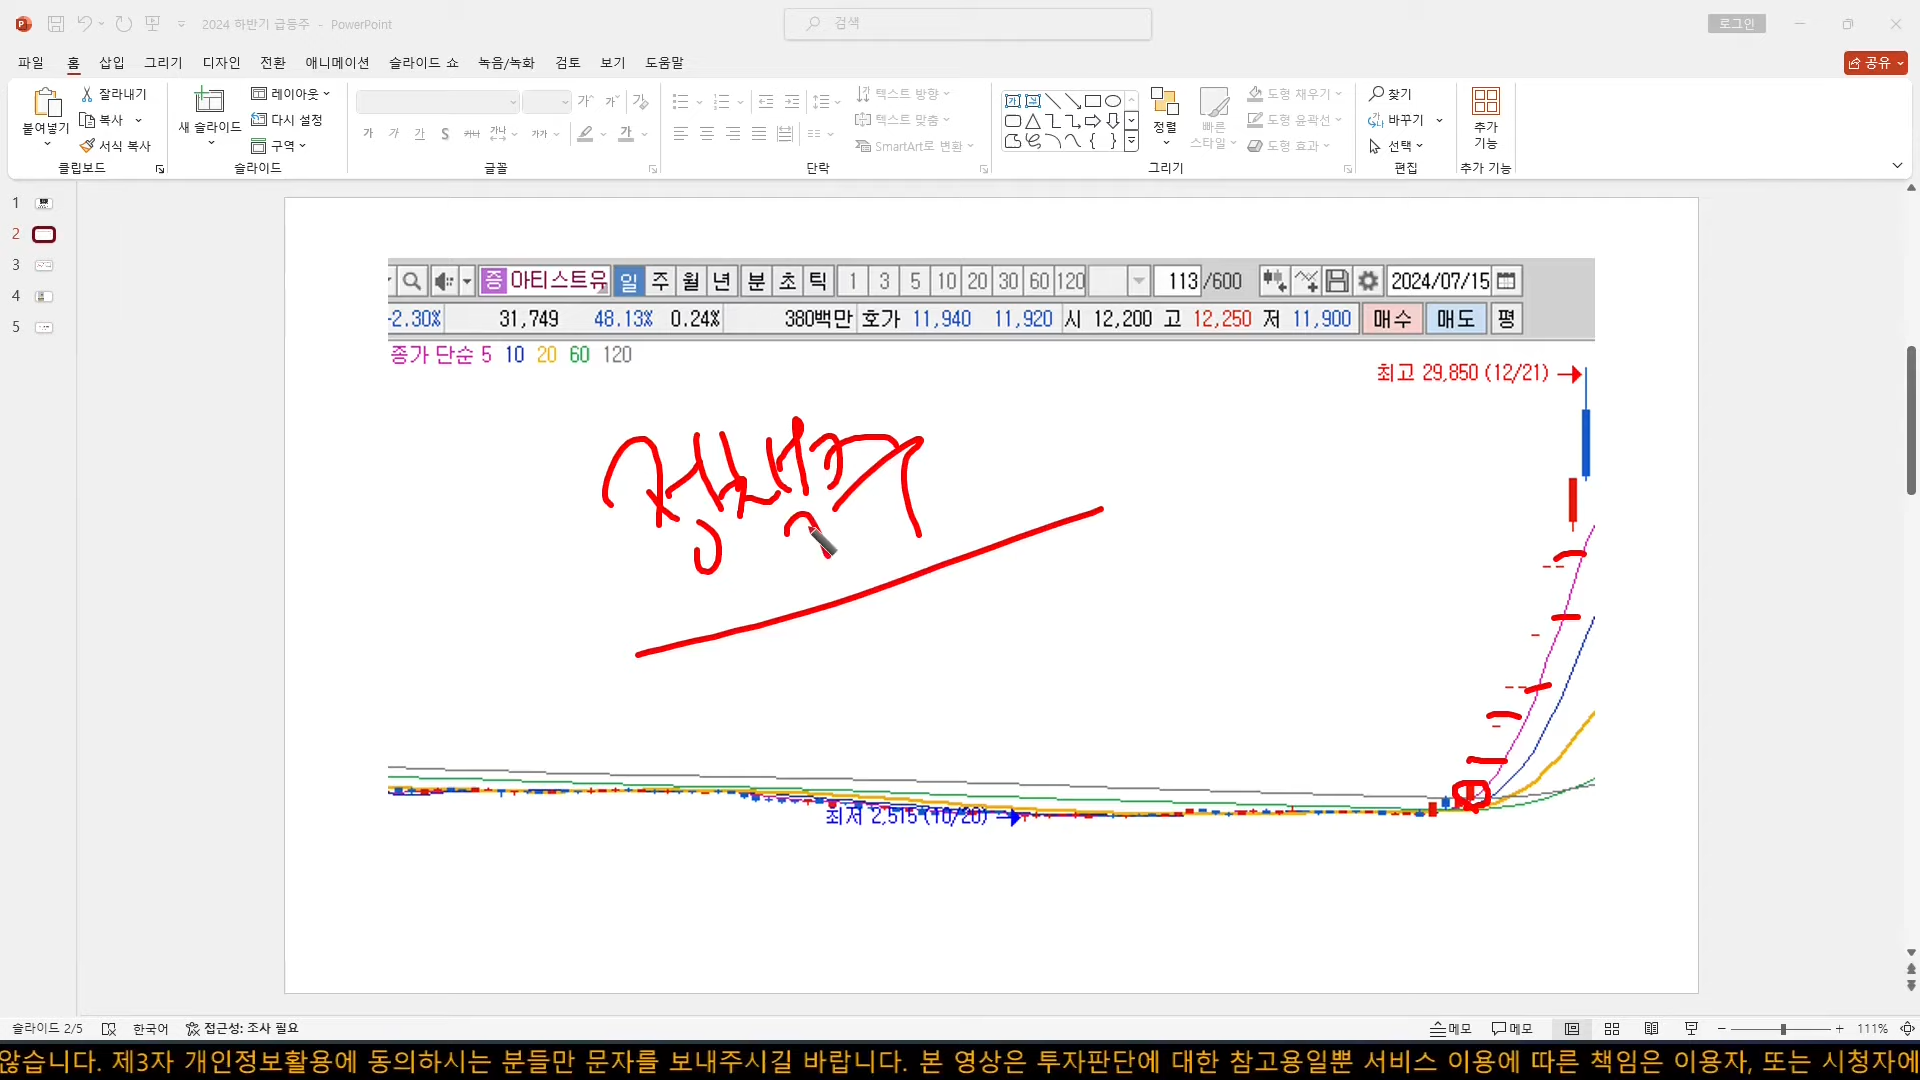 2024 하반기 급등주 - PowerPoint
검색
로그인
파일 홈 삽입 그리기 디자인 전환 애니메이션 슬라이드 쇼 녹음/녹화 검토 보기 도움말
공유
붙여넣기 잘라내기 복사 서식 복사 클립보드
새 슬라이드 레이아웃 다시 설정 구역 슬라이드
글꼴
텍스트 방향 텍스트 맞춤 SmartArt로 변환 단락
정렬 빠른 스타일 도형 채우기 도형 윤곽선 도형 효과 그리기
찾기 바꾸기 선택 편집
추가 기능 추가 기능
1
2
3
4
5
증 아티스트유 일 주 월 년 분 초 틱 1 3 5 10 20 30 60 120 113 /600 2024/07/15
-2.30% 31,749 48.13% 0.24% 380백만 호가 11,940 11,920 시 12,200 고 12,250 저 11,900 매수 매도 평
종가 단순 5 10 20 60 120
최고 29,850 (12/21)
최저 2,515 (10/20)
슬라이드 2/5 한국어 접근성: 조사 필요 메모 메모 111%
않습니다. 제3자 개인정보활용에 동의하시는 분들만 문자를 보내주시길 바랍니다. 본 영상은 투자판단에 대한 참고용일뿐 서비스 이용에 따른 책임은 이용자, 또는 시청자에